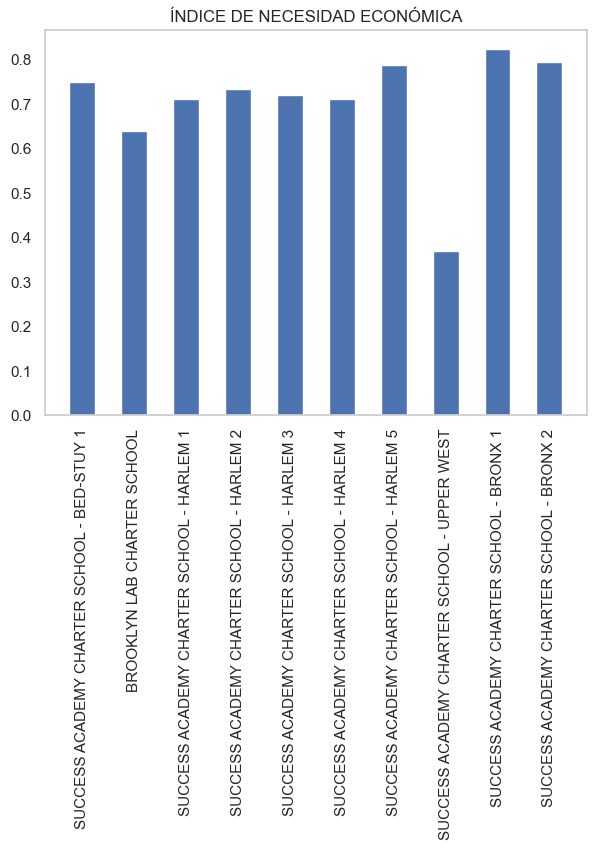 ÍNDICE DE NECESIDAD ECONÓMICA
0.8
0.7
0.6
0.5
0.4
0.3
0.2
0.1
0.0
SUCCESS ACADEMY CHARTER SCHOOL - BED-STUY 1
BROOKLYN LAB CHARTER SCHOOL
SUCCESS ACADEMY CHARTER SCHOOL - HARLEM 1
SUCCESS ACADEMY CHARTER SCHOOL - HARLEM 2
SUCCESS ACADEMY CHARTER SCHOOL - HARLEM 3
SUCCESS ACADEMY CHARTER SCHOOL - HARLEM 4
SUCCESS ACADEMY CHARTER SCHOOL - HARLEM 5
SUCCESS ACADEMY CHARTER SCHOOL - UPPER WEST
SUCCESS ACADEMY CHARTER SCHOOL - BRONX 1
SUCCESS ACADEMY CHARTER SCHOOL - BRONX 2